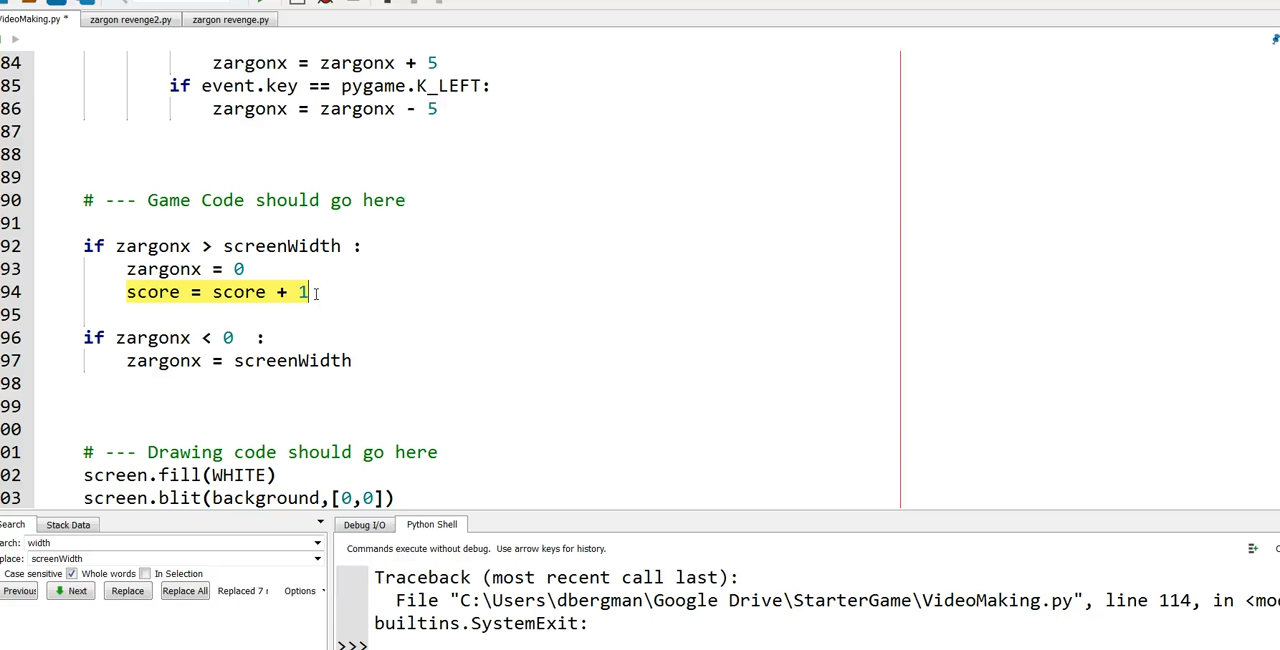 VideoMaking.py * zargon revenge2.py zargon revenge.py
84 zargonx = zargonx + 5
85 if event.key == pygame.K_LEFT:
86 zargonx = zargonx - 5
87
88
89
90 # --- Game Code should go here
91
92 if zargonx > screenWidth :
93 zargonx = 0
94 score = score + 1
95
96 if zargonx < 0 :
97 zargonx = screenWidth
98
99
00
01 # --- Drawing code should go here
02 screen.fill(WHITE)
03 screen.blit(background,[0,0])
Search Stack Data
arch: width
place: screenWidth
Case sensitive Whole words In Selection
Previous Next Replace Replace All Replaced 7 Options
Debug I/O Python Shell
Commands execute without debug. Use arrow keys for history.
Traceback (most recent call last):
File "C:\Users\dbergman\Google Drive\StarterGame\VideoMaking.py", line 114, in <mo
builtins.SystemExit:
>>>